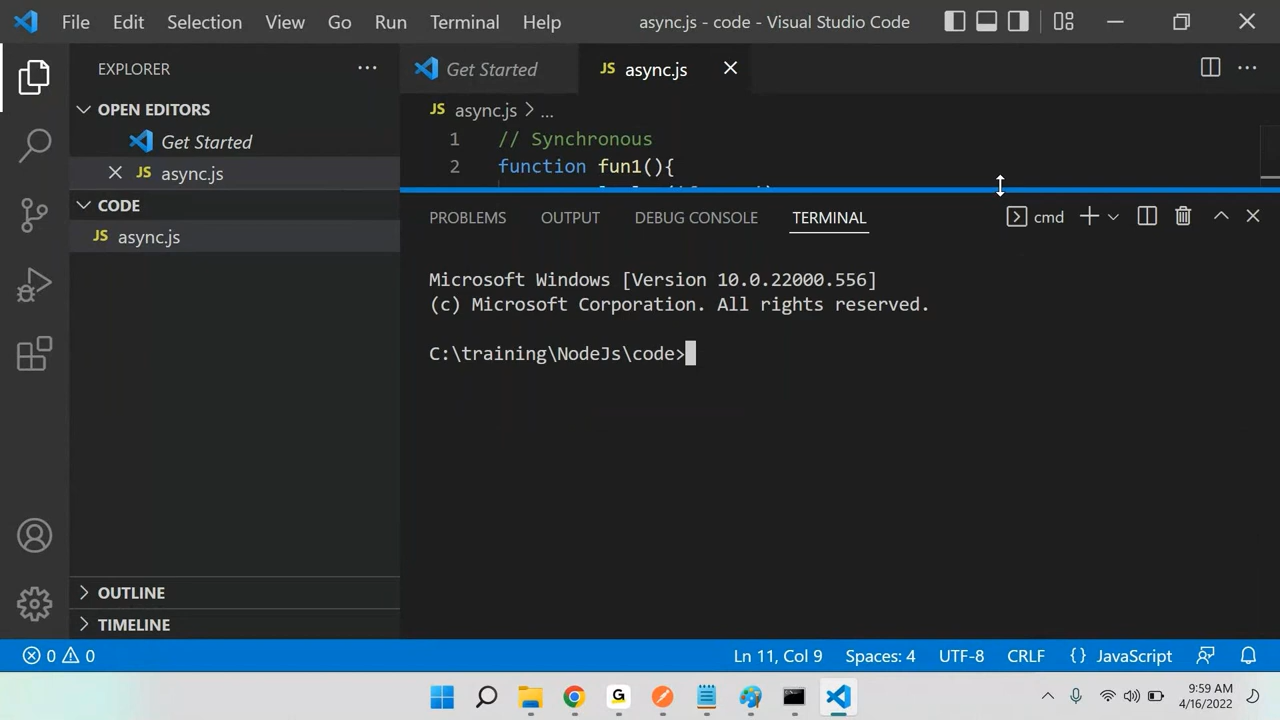 File Edit Selection View Go Run Terminal Help async.js - code - Visual Studio Code
EXPLORER
Get Started
JS async.js
OPEN EDITORS
Get Started
JS async.js
CODE
JS async.js
OUTLINE
TIMELINE
JS async.js > ...
1 // Synchronous
2 function fun1(){
PROBLEMS OUTPUT DEBUG CONSOLE TERMINAL cmd
Microsoft Windows [Version 10.0.22000.556]
(c) Microsoft Corporation. All rights reserved.
C:\training\NodeJs\code>
0 0 Ln 11, Col 9 Spaces: 4 UTF-8 CRLF {} JavaScript
G
9:59 AM
4/16/2022